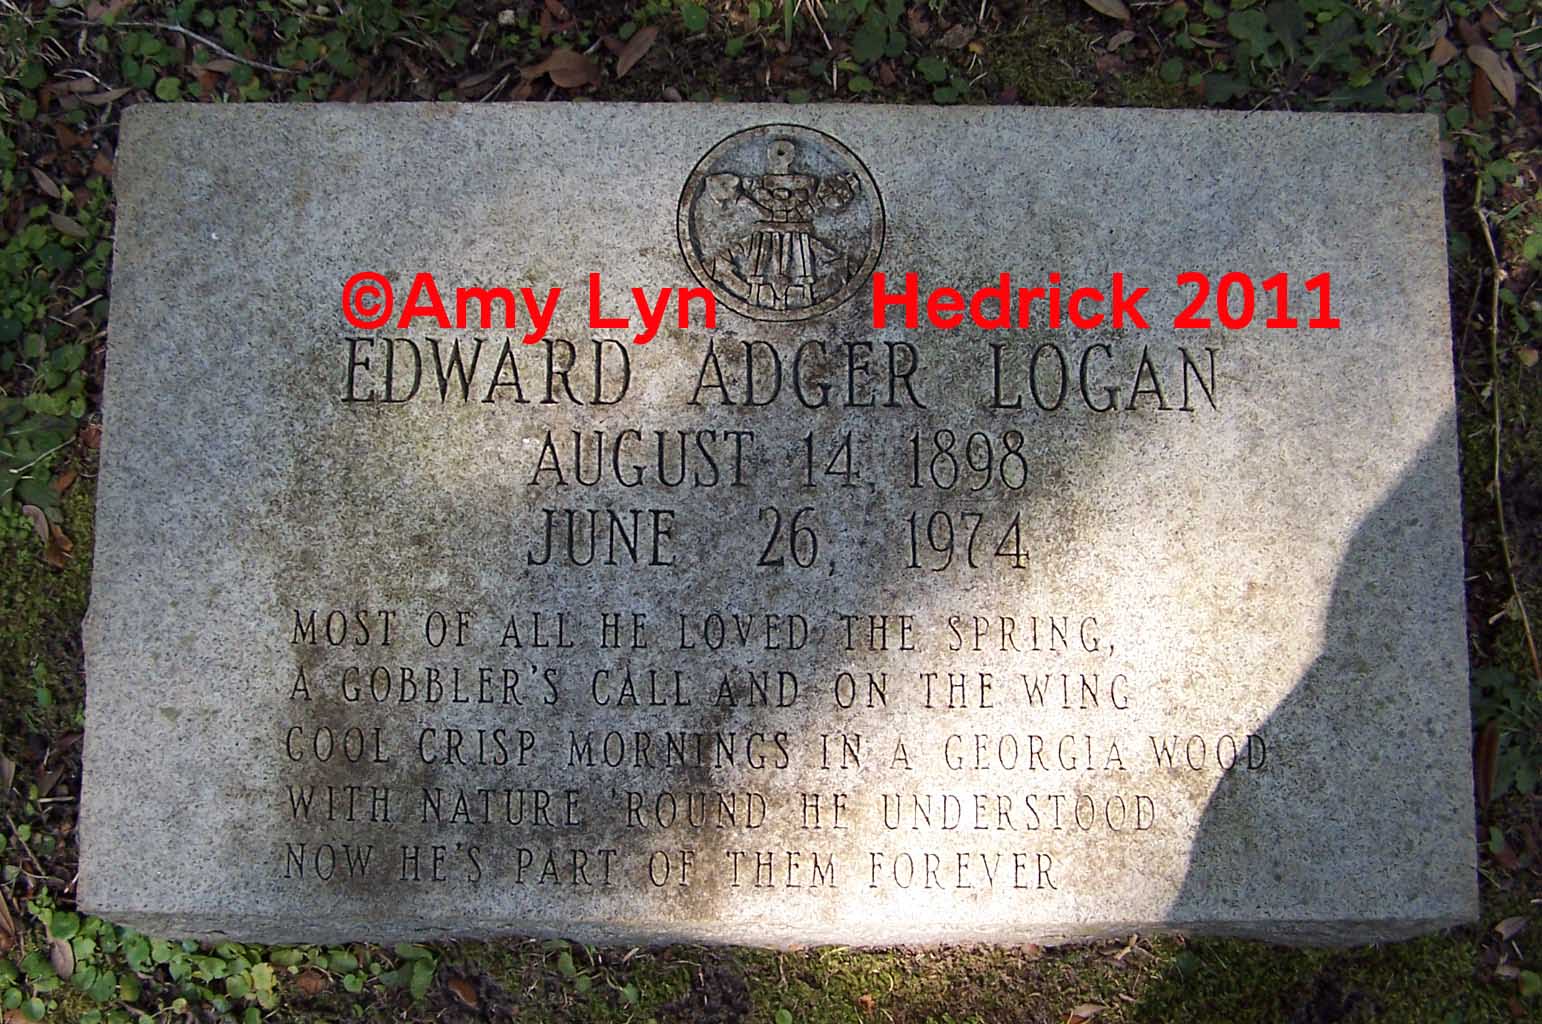 ©Amy Lyn Hedrick 2011
EDWARD ADGER LOGAN
AUGUST 14, 1898
JUNE 26, 1974
MOST OF ALL HE LOVED THE SPRING,
A GOBBLER'S CALL AND ON THE WING
COOL CRISP MORNINGS IN A GEORGIA WOOD
WITH NATURE 'ROUND HE UNDERSTOOD
NOW HE'S PART OF THEM FOREVER